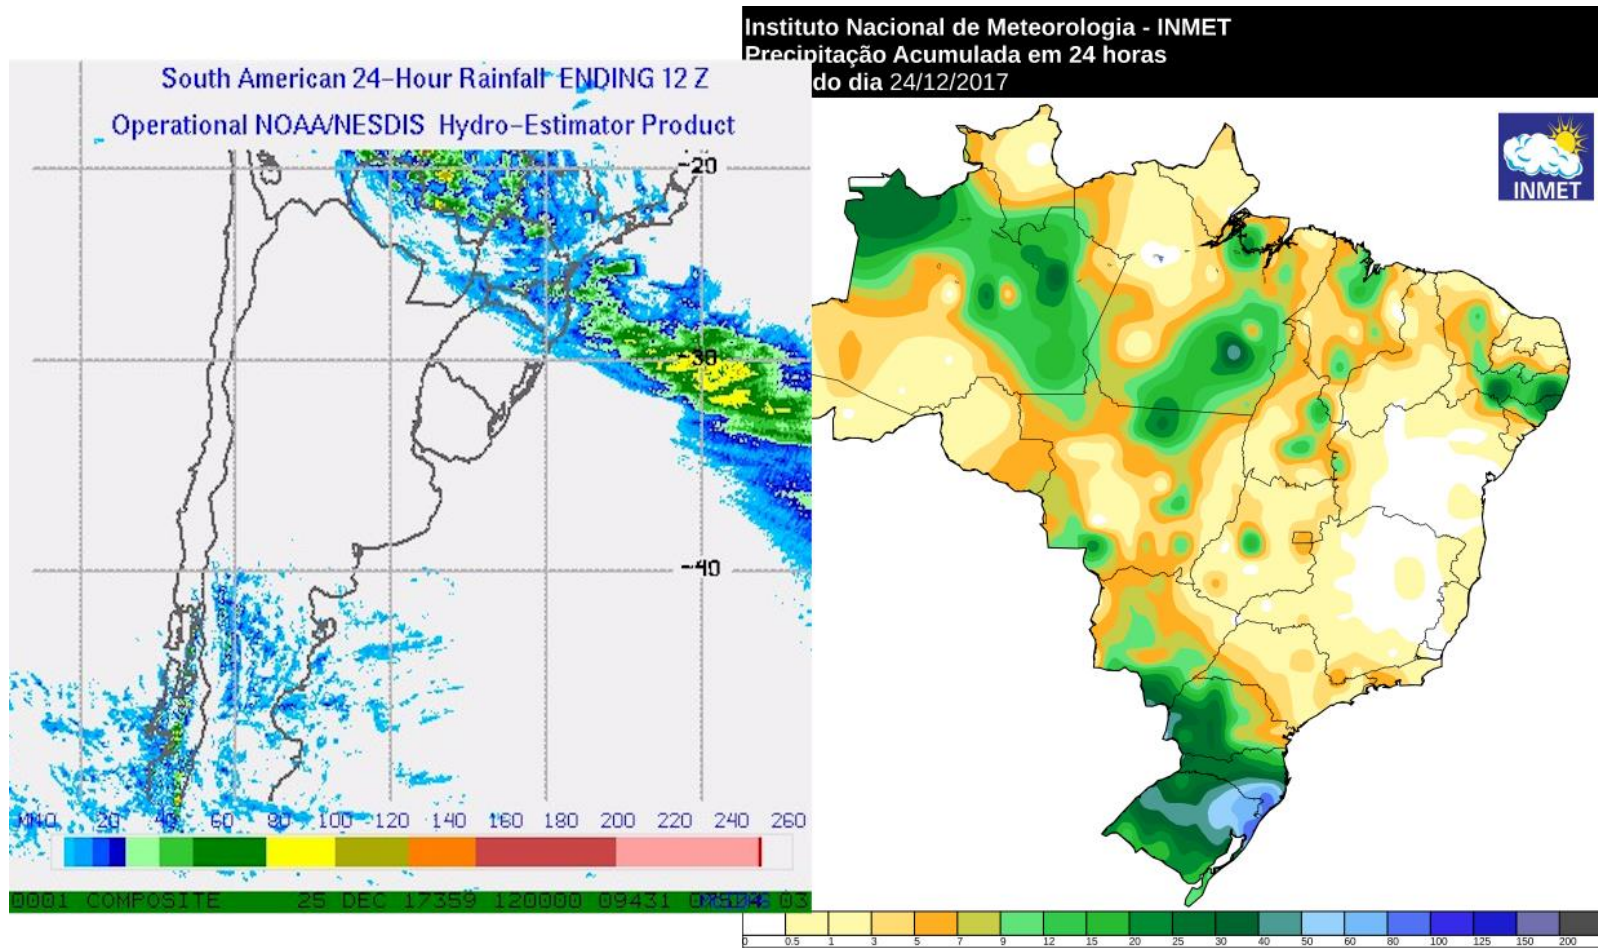 Instituto Nacional de Meteorologia - INMET
Precipitação Acumulada em 24 horas
do dia 24/12/2017
South American 24-Hour Rainfall ENDING 12 Z
Operational NOAA/NESDIS Hydro-Estimator Product
INMET
-20
-30
-40
20 40 60 80 100 120 140 160 180 200 220 240 260
0001 COMPOSITE 25 DEC 17359 120000 09431 03
0 0.5 1 3 5 7 9 12 15 20 25 30 40 50 60 80 100 125 150 200